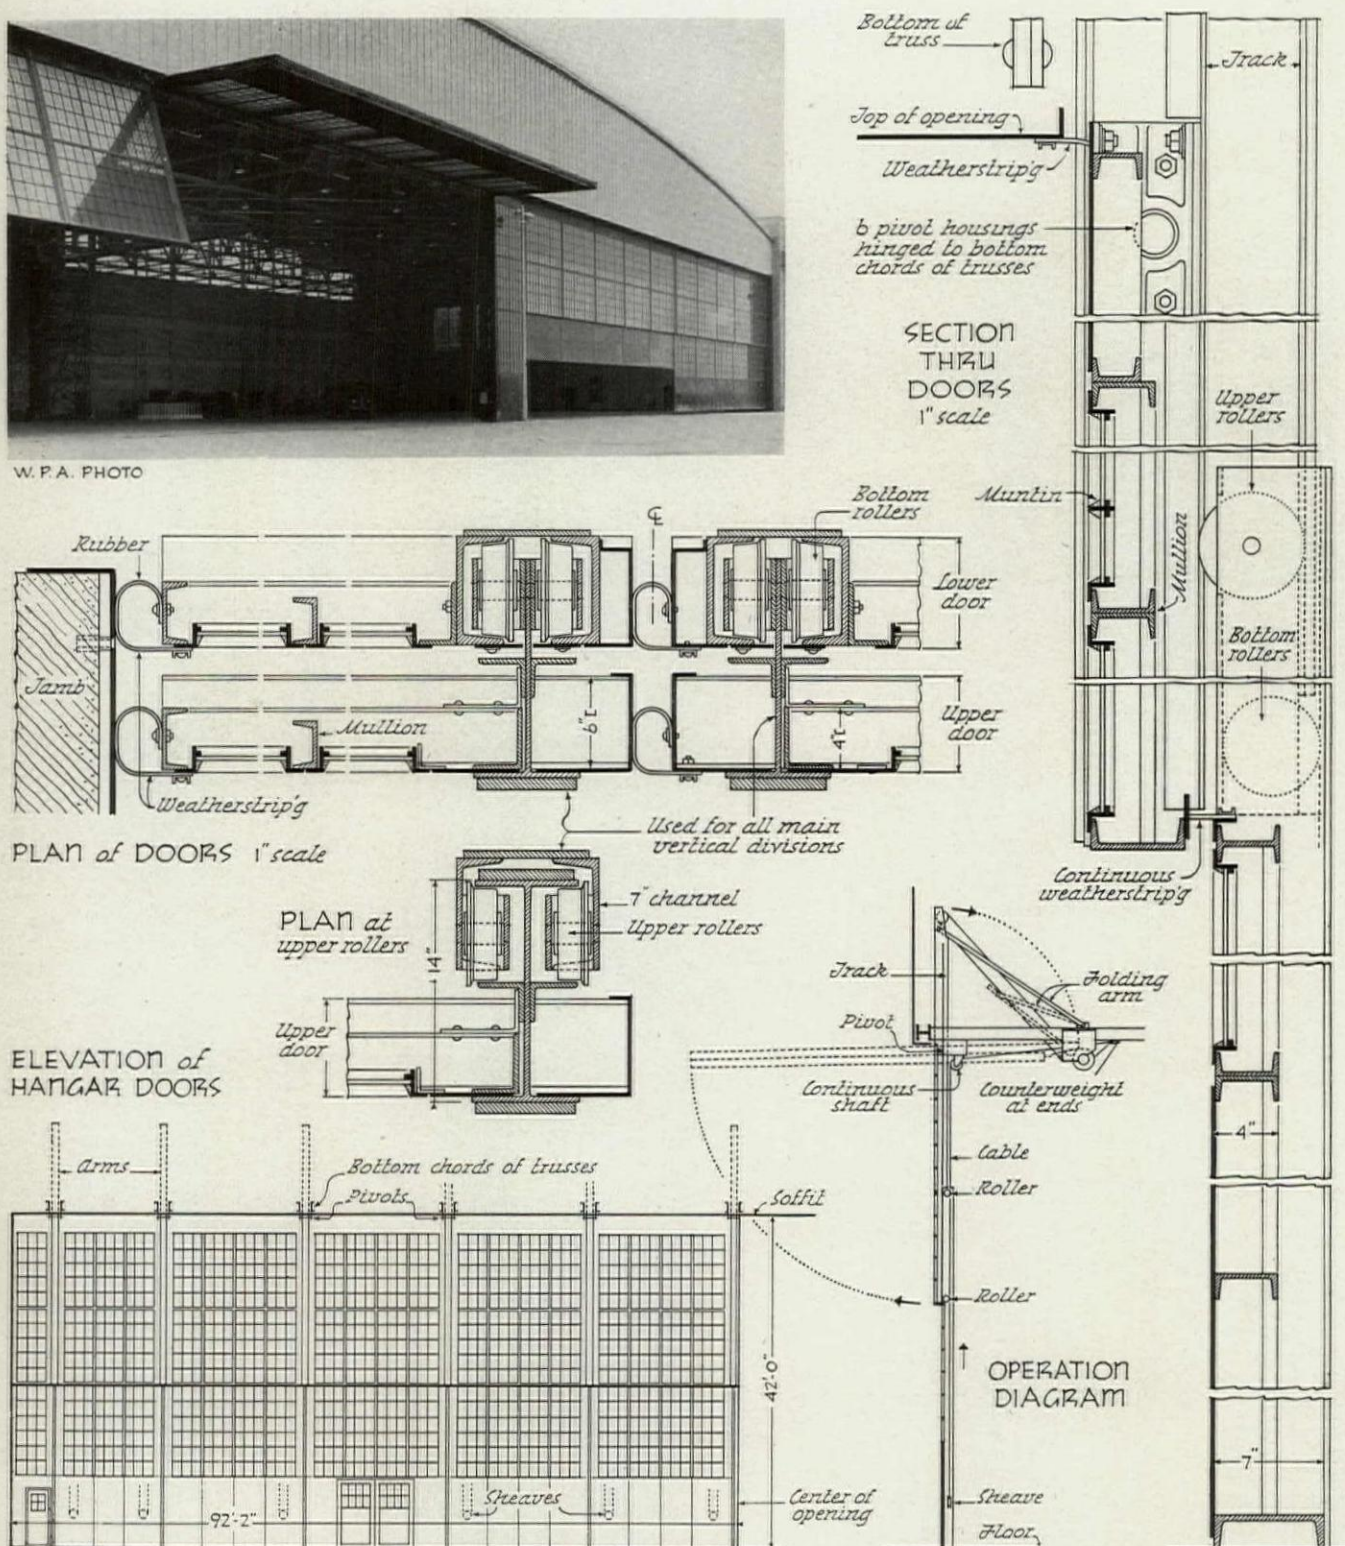 W.P.A. PHOTO
Bottom of
truss
Track
Top of opening
Weatherstrip'g
6 pivot housings
hinged to bottom
chords of trusses
SECTION
THRU
DOORS
1" scale
Upper
rollers
Muntin
Mullion
Bottom
rollers
Continuous
weatherstrip'g
4"
7"
Rubber
Bottom
rollers
℄
Lower
door
Jamb
Mullion
6"[
4"[
Upper
door
Weatherstrip'g
Used for all main
vertical divisions
PLAN of DOORS 1" scale
PLAN at
upper rollers
7" channel
Upper rollers
14"
Upper
door
ELEVATION of
HANGAR DOORS
Arms
Bottom chords of trusses
Pivots
Soffit
42'-0"
Sheaves
92'-2"
Center of
opening
Track
Folding
arm
Pivot
Continuous
shaft
Counterweight
at ends
Cable
Roller
Roller
OPERATION
DIAGRAM
Sheave
Floor